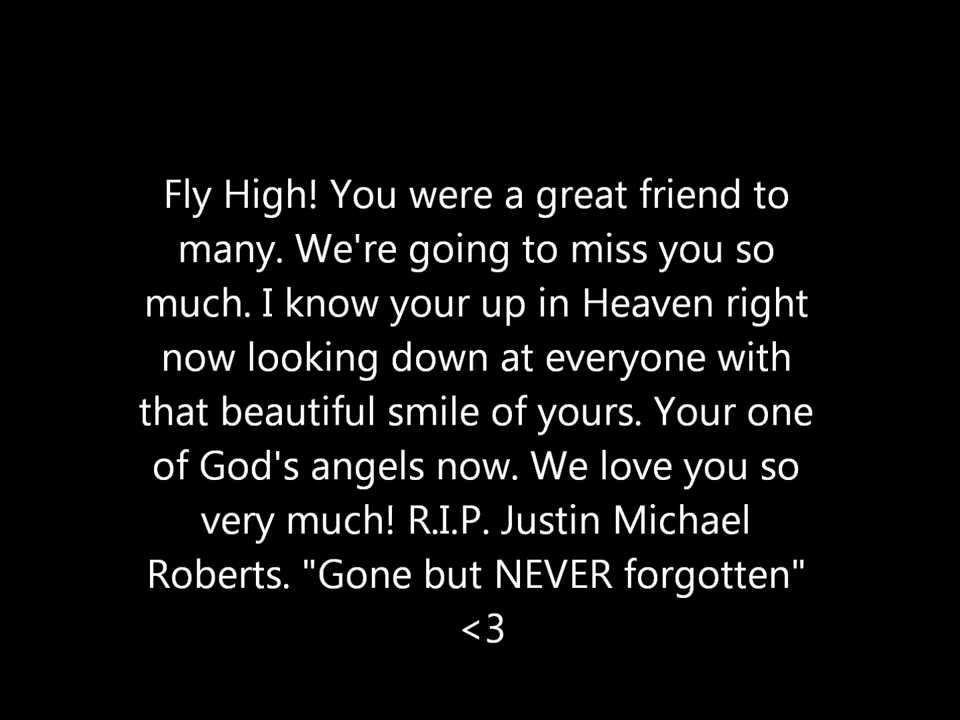 Fly High! You were a great friend to
many. We're going to miss you so
much. I know your up in Heaven right
now looking down at everyone with
that beautiful smile of yours. Your one
of God's angels now. We love you so
very much! R.I.P. Justin Michael
Roberts. "Gone but NEVER forgotten"
<3